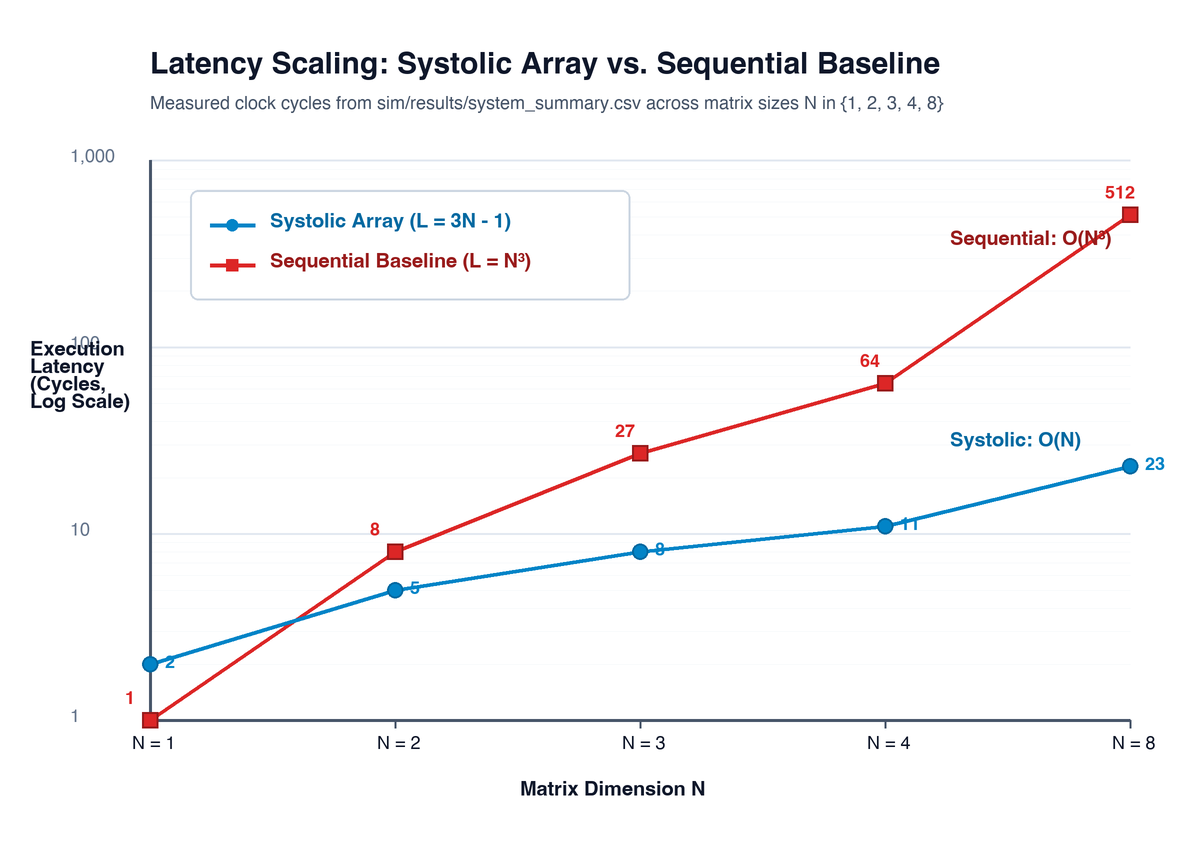 Latency Scaling: Systolic Array vs. Sequential Baseline
Measured clock cycles from sim/results/system_summary.csv across matrix sizes N in {1, 2, 3, 4, 8}
1,000
512
Systolic Array (L = 3N - 1)
Sequential: O(N³)
Sequential Baseline (L = N³)
100
Execution
Latency
(Cycles,
Log Scale)
64
27
Systolic: O(N)
23
10
8
11
8
5
2
1
1
N = 1
N = 2
N = 3
N = 4
N = 8
Matrix Dimension N